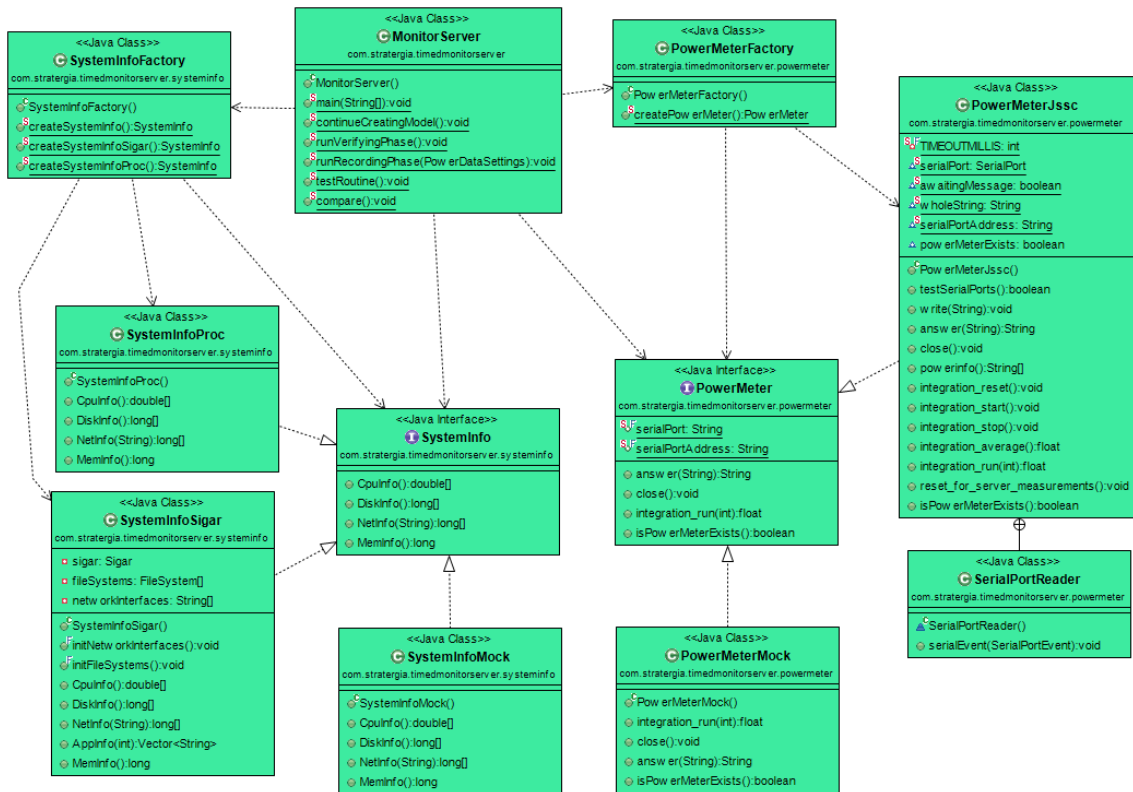 <<Java Class>>
SystemInfoFactory
com.stratergia.timedmonitorserver.systeminfo
SystemInfoFactory()
createSystemInfo():SystemInfo
createSystemInfoSigar():SystemInfo
createSystemInfoProc():SystemInfo
<<Java Class>>
MonitorServer
com.stratergia.timedmonitorserver
MonitorServer()
main(String[]):void
continueCreatingModel():void
runVerifyingPhase():void
runRecordingPhase(PowerDataSettings):void
testRoutine():void
compare():void
<<Java Class>>
PowerMeterFactory
com.stratergia.timedmonitorserver.powermeter
PowerMeterFactory()
createPowerMeter():PowerMeter
<<Java Class>>
PowerMeterJssc
com.stratergia.timedmonitorserver.powermeter
TIMEOUTMILLIS: int
serialPort: SerialPort
awaitingMessage: boolean
wholeString: String
serialPortAddress: String
powerMeterExists: boolean
PowerMeterJssc()
testSerialPorts():boolean
write(String):void
answer(String):String
close():void
powerinfo():String[]
integration_reset():void
integration_start():void
integration_stop():void
integration_average():float
integration_run(int):float
reset_for_server_measurements():void
isPowerMeterExists():boolean
<<Java Class>>
SystemInfoProc
com.stratergia.timedmonitorserver.systeminfo
SystemInfoProc()
CpuInfo():double[]
DiskInfo():long[]
NetInfo(String):long[]
MemInfo():long
<<Java Interface>>
SystemInfo
com.stratergia.timedmonitorserver.systeminfo
CpuInfo():double[]
DiskInfo():long[]
NetInfo(String):long[]
MemInfo():long
<<Java Interface>>
PowerMeter
com.stratergia.timedmonitorserver.powermeter
serialPort: String
serialPortAddress: String
answer(String):String
close():void
integration_run(int):float
isPowerMeterExists():boolean
<<Java Class>>
SystemInfoSigar
com.stratergia.timedmonitorserver.systeminfo
sigar: Sigar
fileSystems: FileSystem[]
networkInterfaces: String[]
SystemInfoSigar()
initNetworkInterfaces():void
initFileSystems():void
CpuInfo():double[]
DiskInfo():long[]
NetInfo(String):long[]
AppInfo(int):Vector<String>
MemInfo():long
<<Java Class>>
SystemInfoMock
com.stratergia.timedmonitorserver.systeminfo
SystemInfoMock()
CpuInfo():double[]
DiskInfo():long[]
NetInfo(String):long[]
MemInfo():long
<<Java Class>>
PowerMeterMock
com.stratergia.timedmonitorserver.powermeter
PowerMeterMock()
integration_run(int):float
close():void
answer(String):String
isPowerMeterExists():boolean
<<Java Class>>
SerialPortReader
com.stratergia.timedmonitorserver.powermeter
SerialPortReader()
serialEvent(SerialPortEvent):void